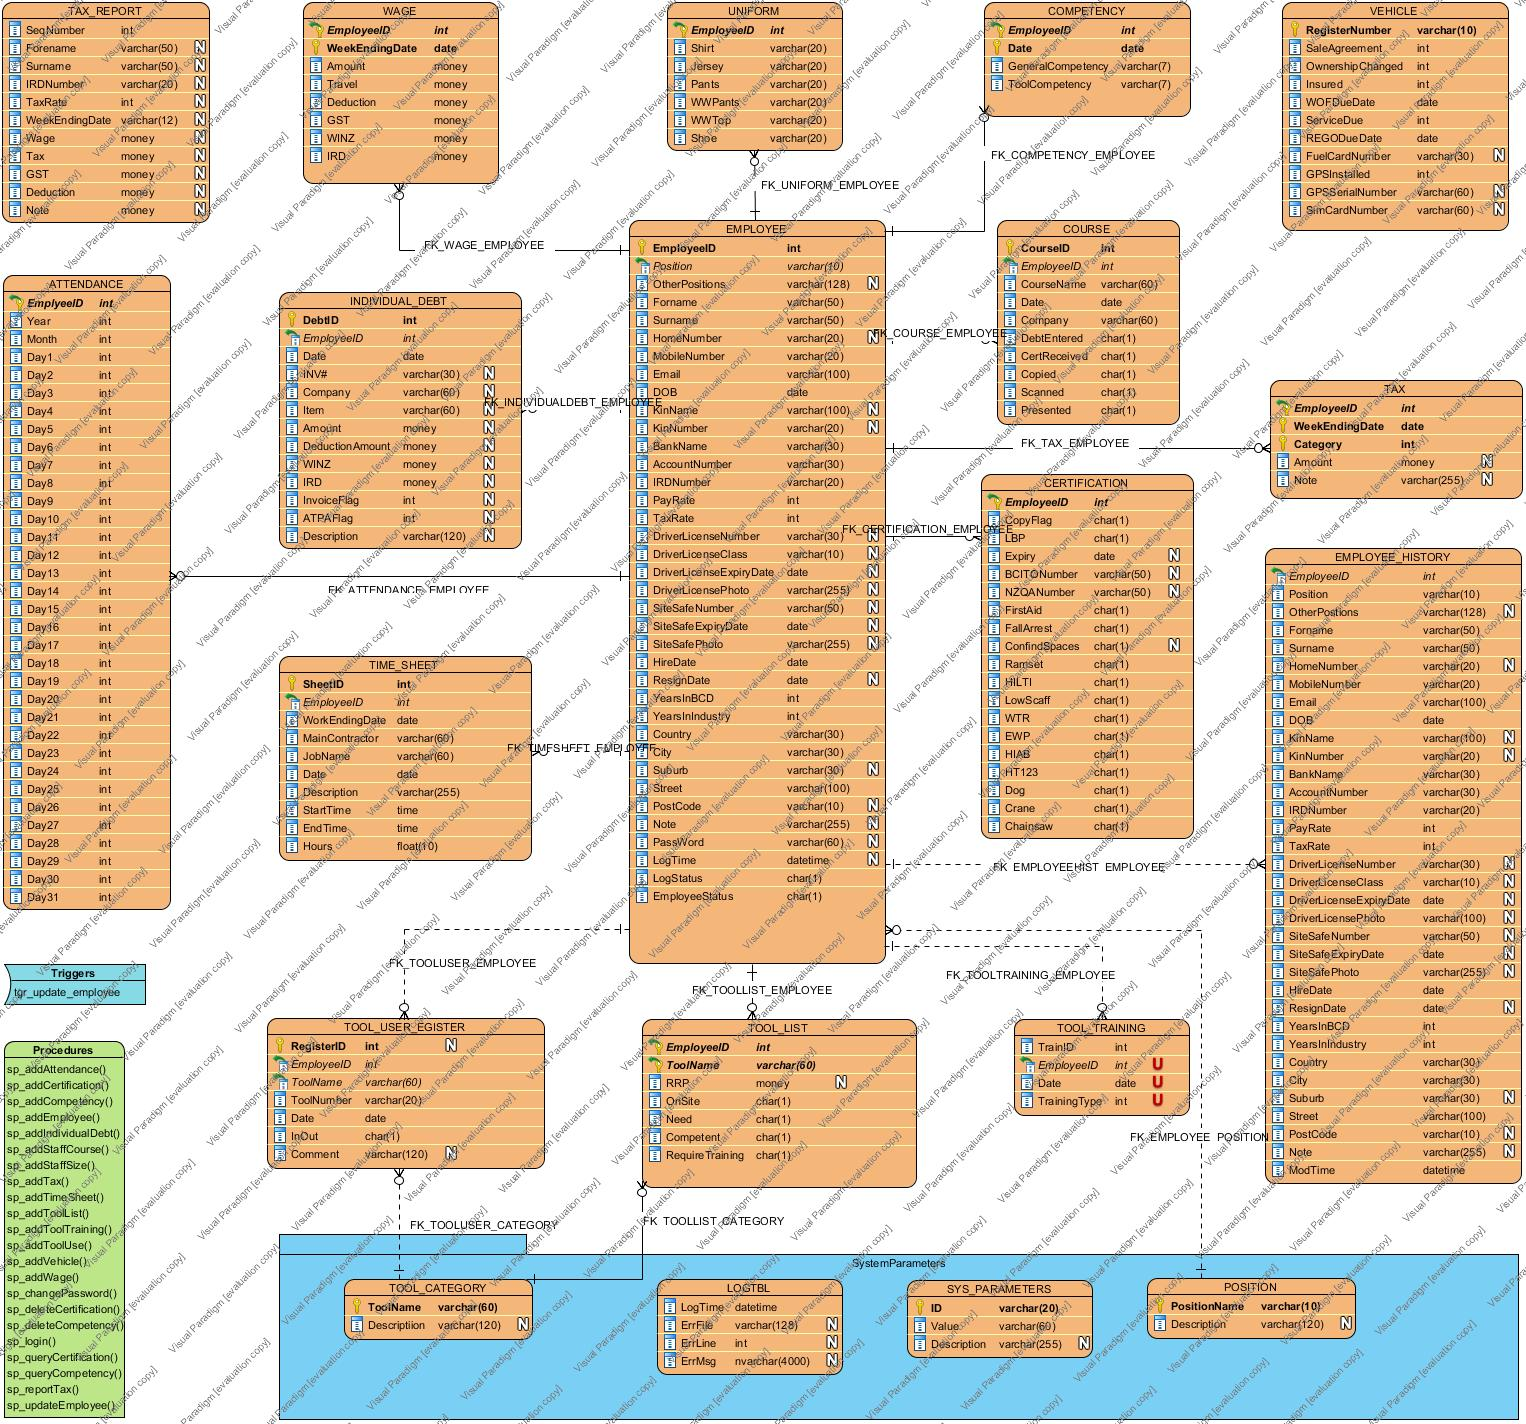 TAX_REPORT
SeqNumber int
Forename varchar(50) N
Surname varchar(50) N
IRDNumber varchar(20) N
TaxRate int N
WeekEndingDate varchar(12) N
Wage money N
Tax money N
GST money N
Deduction money N
Note money N
WAGE
EmployeeID int
WeekEndingDate date
Amount money
Travel money
Deduction money
GST money
WINZ money
IRD money
UNIFORM
EmployeeID int
Shirt varchar(20)
Jersey varchar(20)
Pants varchar(20)
WWPants varchar(20)
WWTop varchar(20)
Shoe varchar(20)
COMPETENCY
EmployeeID int
Date date
GeneralCompetency varchar(7)
ToolCompetency varchar(7)
VEHICLE
RegisterNumber varchar(10)
SaleAgreement int
OwnershipChanged int
Insured int
WOFDueDate date
ServiceDue int
REGODueDate date
FuelCardNumber varchar(30) N
GPSInstalled int
GPSSerialNumber varchar(60) N
SimCardNumber varchar(60) N
FK_COMPETENCY_EMPLOYEE
FK_UNIFORM_EMPLOYEE
FK_WAGE_EMPLOYEE
ATTENDANCE
EmplyeeID int
Year int
Month int
Day1 int
Day2 int
Day3 int
Day4 int
Day5 int
Day6 int
Day7 int
Day8 int
Day9 int
Day10 int
Day11 int
Day12 int
Day13 int
Day14 int
Day15 int
Day16 int
Day17 int
Day18 int
Day19 int
Day20 int
Day21 int
Day22 int
Day23 int
Day24 int
Day25 int
Day26 int
Day27 int
Day28 int
Day29 int
Day30 int
Day31 int
INDIVIDUAL_DEBT
DebtID int
EmployeeID int
Date date
INV# varchar(30) N
Company varchar(60) N
Item varchar(60) N
Amount money N
DeductionAmount money N
WINZ money N
IRD money N
InvoiceFlag int N
ATPAFlag int N
Description varchar(120) N
FK_INDIVIDUALDEBT_EMPLOYEE
FK_ATTENDANCE_EMPLOYEE
TIME_SHEET
SheetID int
EmployeeID int
WorkEndingDate date
MainContractor varchar(60)
JobName varchar(60)
Date date
Description varchar(255)
StartTime time
EndTime time
Hours float(10)
FK_TIMESHEET_EMPLOYEE
EMPLOYEE
EmployeeID int
Position varchar(10)
OtherPositions varchar(128) N
Forname varchar(50)
Surname varchar(50)
HomeNumber varchar(20) N
MobileNumber varchar(20)
Email varchar(100)
DOB date
KinName varchar(100) N
KinNumber varchar(20) N
BankName varchar(30)
AccountNumber varchar(30)
IRDNumber varchar(20)
PayRate int
TaxRate int
DriverLicenseNumber varchar(30) N
DriverLicenseClass varchar(10) N
DriverLicenseExpiryDate date N
DriverLicensePhoto varchar(255) N
SiteSafeNumber varchar(50) N
SiteSafeExpiryDate date N
SiteSafePhoto varchar(255) N
HireDate date
ResignDate date N
YearsInBCD int
YearsInIndustry int
Country varchar(30)
City varchar(30)
Suburb varchar(30) N
Street varchar(100)
PostCode varchar(10) N
Note varchar(255) N
PassWord varchar(60) N
LogTime datetime N
LogStatus char(1)
EmployeeStatus char(1)
FK_COURSE_EMPLOYEE
COURSE
CourseID int
EmployeeID int
CourseName varchar(60)
Date date
Company varchar(60)
DebtEntered char(1)
CertReceived char(1)
Copied char(1)
Scanned char(1)
Presented char(1)
FK_TAX_EMPLOYEE
TAX
EmployeeID int
WeekEndingDate date
Category int
Amount money N
Note varchar(255) N
FK_CERTIFICATION_EMPLOYEE
CERTIFICATION
EmployeeID int
CopyFlag char(1)
LBP char(1)
Expiry date N
BCITONumber varchar(50) N
NZQANumber varchar(50) N
FirstAid char(1)
FallArrest char(1)
ConfindSpaces char(1) N
Ramset char(1)
HILTI char(1)
LowScaff char(1)
WTR char(1)
EWP char(1)
HIAB char(1)
HT123 char(1)
Dog char(1)
Crane char(1)
Chainsaw char(1)
FK_EMPLOYEEHIST_EMPLOYEE
EMPLOYEE_HISTORY
EmployeeID int
Position varchar(10)
OtherPostions varchar(128) N
Forname varchar(50)
Surname varchar(50)
HomeNumber varchar(20) N
MobileNumber varchar(20)
Email varchar(100)
DOB date
KinName varchar(100) N
KinNumber varchar(20) N
BankName varchar(30)
AccountNumber varchar(30)
IRDNumber varchar(20)
PayRate int
TaxRate int
DriverLicenseNumber varchar(30) N
DriverLicenseClass varchar(10) N
DriverLicenseExpiryDate date N
DriverLicensePhoto varchar(100) N
SiteSafeNumber varchar(50) N
SiteSafeExpiryDate date N
SiteSafePhoto varchar(255) N
HireDate date
ResignDate date N
YearsInBCD int
YearsInIndustry int
Country varchar(30)
City varchar(30)
Suburb varchar(30) N
Street varchar(100)
PostCode varchar(10) N
Note varchar(255) N
ModTime datetime
Triggers
tgr_update_employee
Procedures
sp_addAttendance()
sp_addCertification()
sp_addCompetency()
sp_addEmployee()
sp_addIndividualDebt()
sp_addStaffCourse()
sp_addStaffSize()
sp_addTax()
sp_addTimeSheet()
sp_addToolList()
sp_addToolTraining()
sp_addToolUse()
sp_addVehicle()
sp_addWage()
sp_changePassword()
sp_deleteCertification()
sp_deleteCompetency()
sp_login()
sp_queryCertification()
sp_queryCompetency()
sp_reportTax()
sp_updateEmployee()
FK_TOOLUSER_EMPLOYEE
FK_TOOLLIST_EMPLOYEE
FK_TOOLTRAINING_EMPLOYEE
TOOL_USER_EGISTER
RegisterID int N
EmployeeID int
ToolName varchar(60)
ToolNumber varchar(20)
Date date
InOut char(1)
Comment varchar(120) N
TOOL_LIST
EmployeeID int
ToolName varchar(60)
RRP money N
OnSite char(1)
Need char(1)
Competent char(1)
RequireTraining char(1)
TOOL_TRAINING
TrainID int
EmployeeID int U
Date date U
TrainingType int U
FK_EMPLOYEE_POSITION
FK_TOOLUSER_CATEGORY
FK_TOOLLIST_CATEGORY
SystemParameters
TOOL_CATEGORY
ToolName varchar(60)
Descriptiion varchar(120) N
LOGTBL
LogTime datetime
ErrFile varchar(128) N
ErrLine int N
ErrMsg nvarchar(4000) N
SYS_PARAMETERS
ID varchar(20)
Value varchar(60)
Description varchar(255) N
POSITION
PositionName varchar(10)
Description varchar(120) N
Visual Paradigm [evaluation copy]